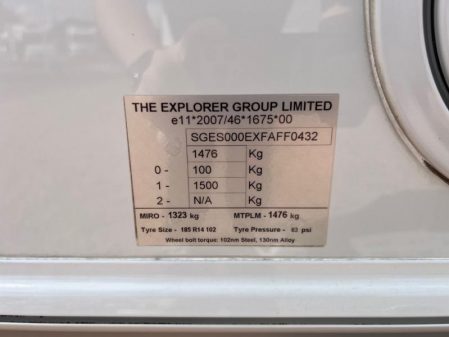 THE EXPLORER GROUP LIMITED
e11*2007/46*1675*00
SGES000EXFAFF0432
1476 Kg
0 - 100 Kg
1 - 1500 Kg
2 - N/A Kg
MIRO - 1323 kg MTPLM - 1476 kg
Tyre Size - 185 R14 102 Tyre Pressure - 63 psi
Wheel bolt torque: 102nm Steel, 130nm Alloy